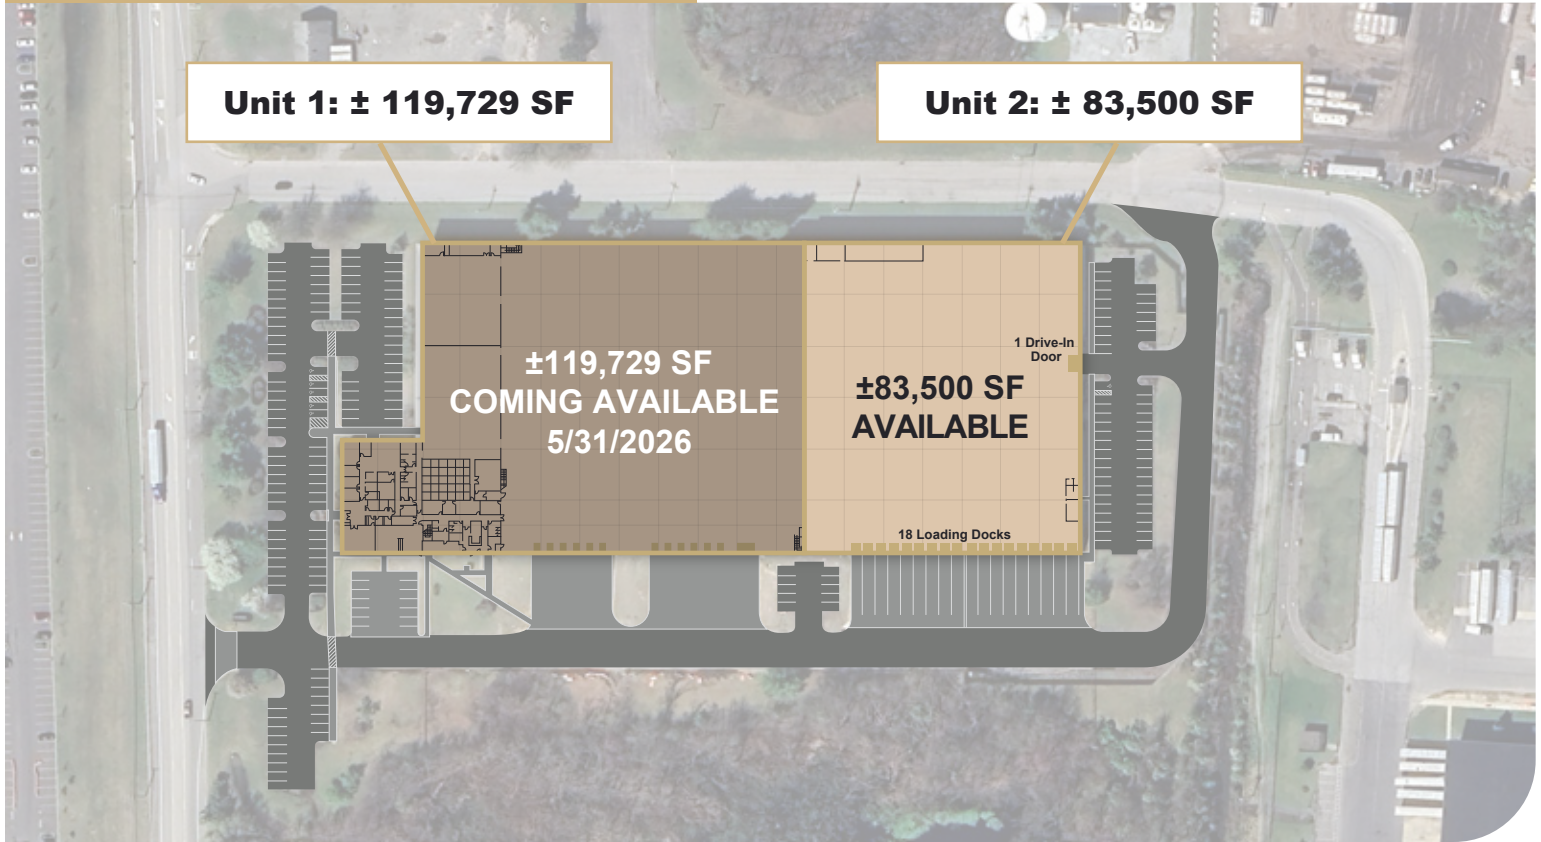 Unit 1: ± 119,729 SF
Unit 2: ± 83,500 SF
±119,729 SF
COMING AVAILABLE
5/31/2026
1 Drive-In
Door
±83,500 SF
AVAILABLE
18 Loading Docks